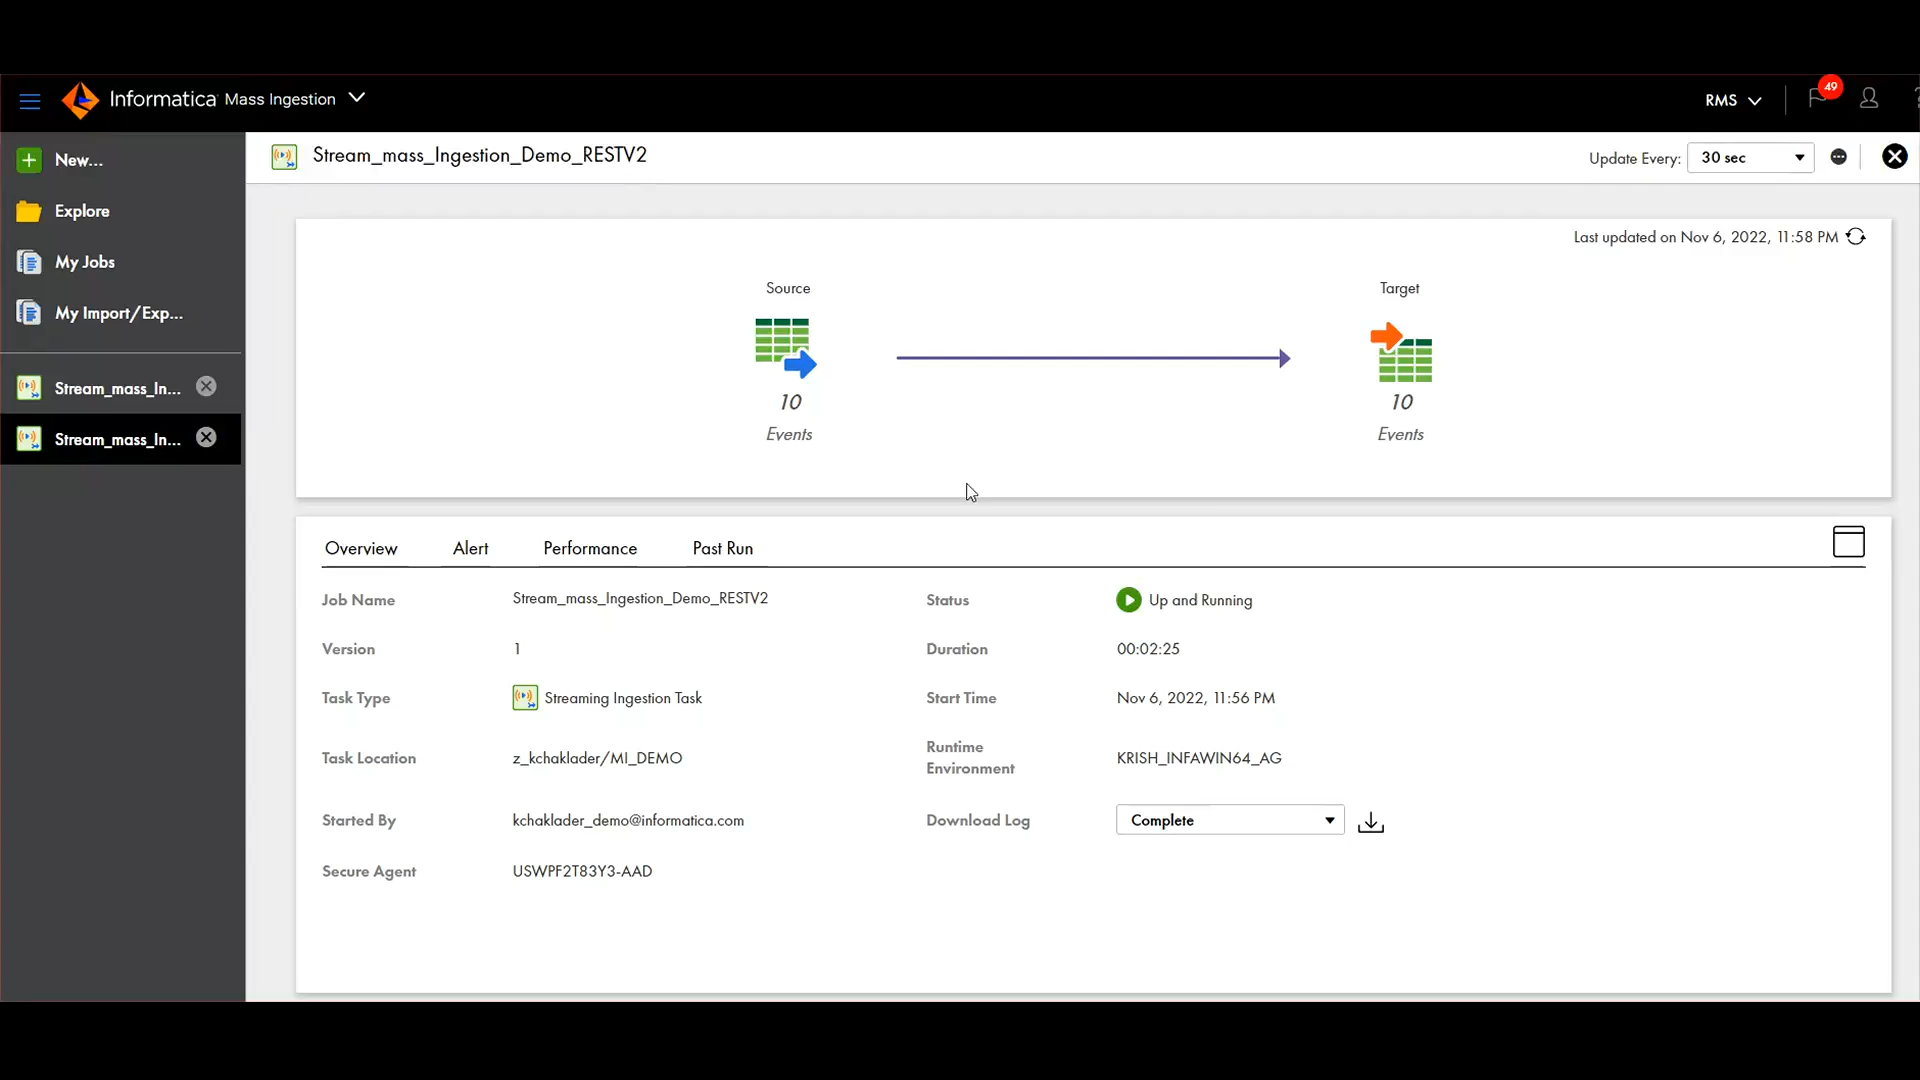 Informatica Mass Ingestion
RMS
49
New...
Explore
My Jobs
My Import/Exp...
Stream_mass_In...
Stream_mass_In...
Stream_mass_Ingestion_Demo_RESTV2
Update Every: 30 sec
Last updated on Nov 6, 2022, 11:58 PM
Source
Target
10
10
Events
Events
Overview Alert Performance Past Run
Job Name Stream_mass_Ingestion_Demo_RESTV2 Status Up and Running
Version 1 Duration 00:02:25
Task Type Streaming Ingestion Task Start Time Nov 6, 2022, 11:56 PM
Task Location z_kchaklader/MI_DEMO Runtime Environment KRISH_INFAWIN64_AG
Started By kchaklader_demo@informatica.com Download Log Complete
Secure Agent USWPF2T83Y3-AAD